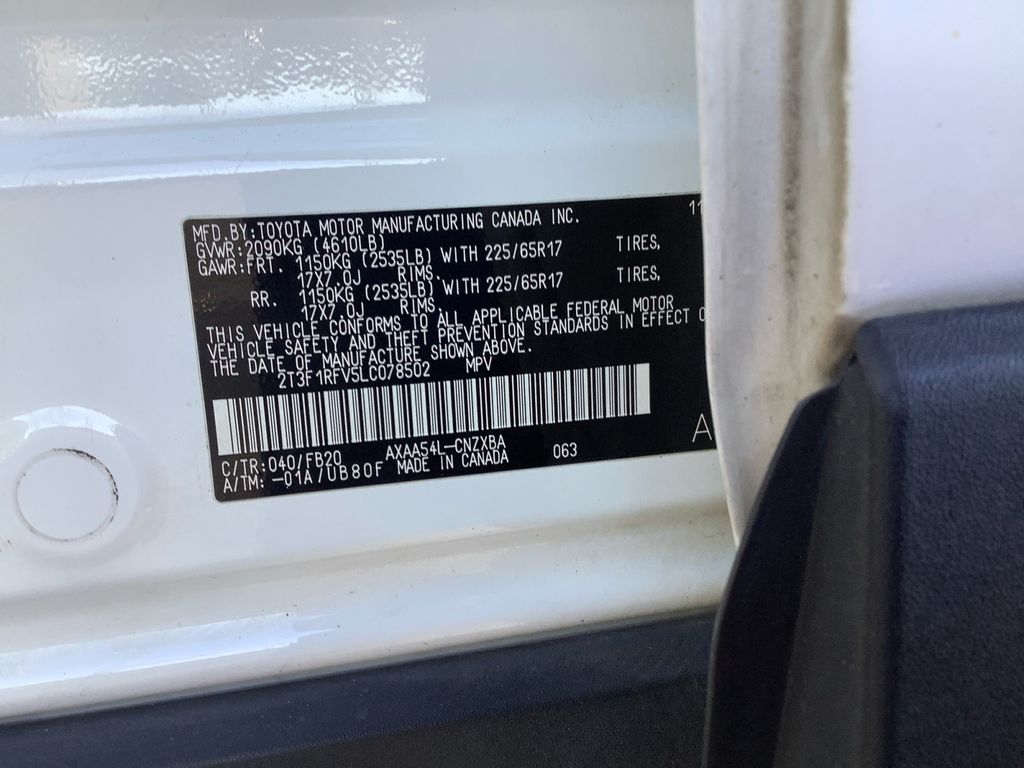 MFD.BY:TOYOTA MOTOR MANUFACTURING CANADA INC. 11
GVWR:2090KG (4610LB)
GAWR:FRT. 1150KG (2535LB) WITH 225/65R17 TIRES,
17X7.0J RIMS,
RR. 1150KG (2535LB) WITH 225/65R17 TIRES,
17X7.0J RIMS
THIS VEHICLE CONFORMS TO ALL APPLICABLE FEDERAL MOTOR
VEHICLE SAFETY AND THEFT PREVENTION STANDARDS IN EFFECT O
THE DATE OF MANUFACTURE SHOWN ABOVE.
2T3F1RFV5LC078502 MPV
C/TR:040/FB20 AXAA54L-CNZXBA 063 A
A/TM:-01A/UB80F MADE IN CANADA